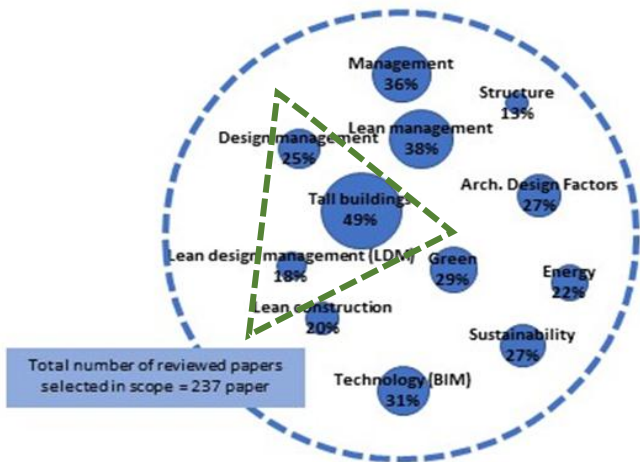 Management
36%
Structure
13%
Lean management
38%
Design management
25%
Arch. Design Factors
27%
Tall buildings
49%
Lean design management (LDM)
18%
Green
29%
Energy
22%
Lean construction
20%
Sustainability
27%
Total number of reviewed papers
selected in scope = 237 paper
Technology (BIM)
31%